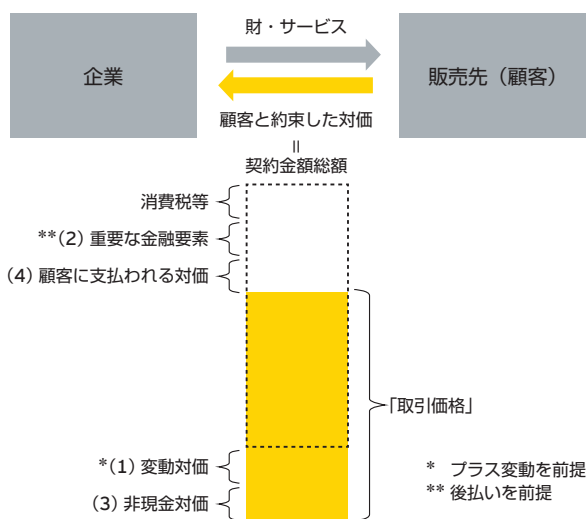 財・サービス
企業
販売先（顧客）
顧客と約束した対価
＝
契約金額総額
消費税等
**(2) 重要な金融要素
(4) 顧客に支払われる対価
「取引価格」
*(1) 変動対価
(3) 非現金対価
* プラス変動を前提
** 後払いを前提